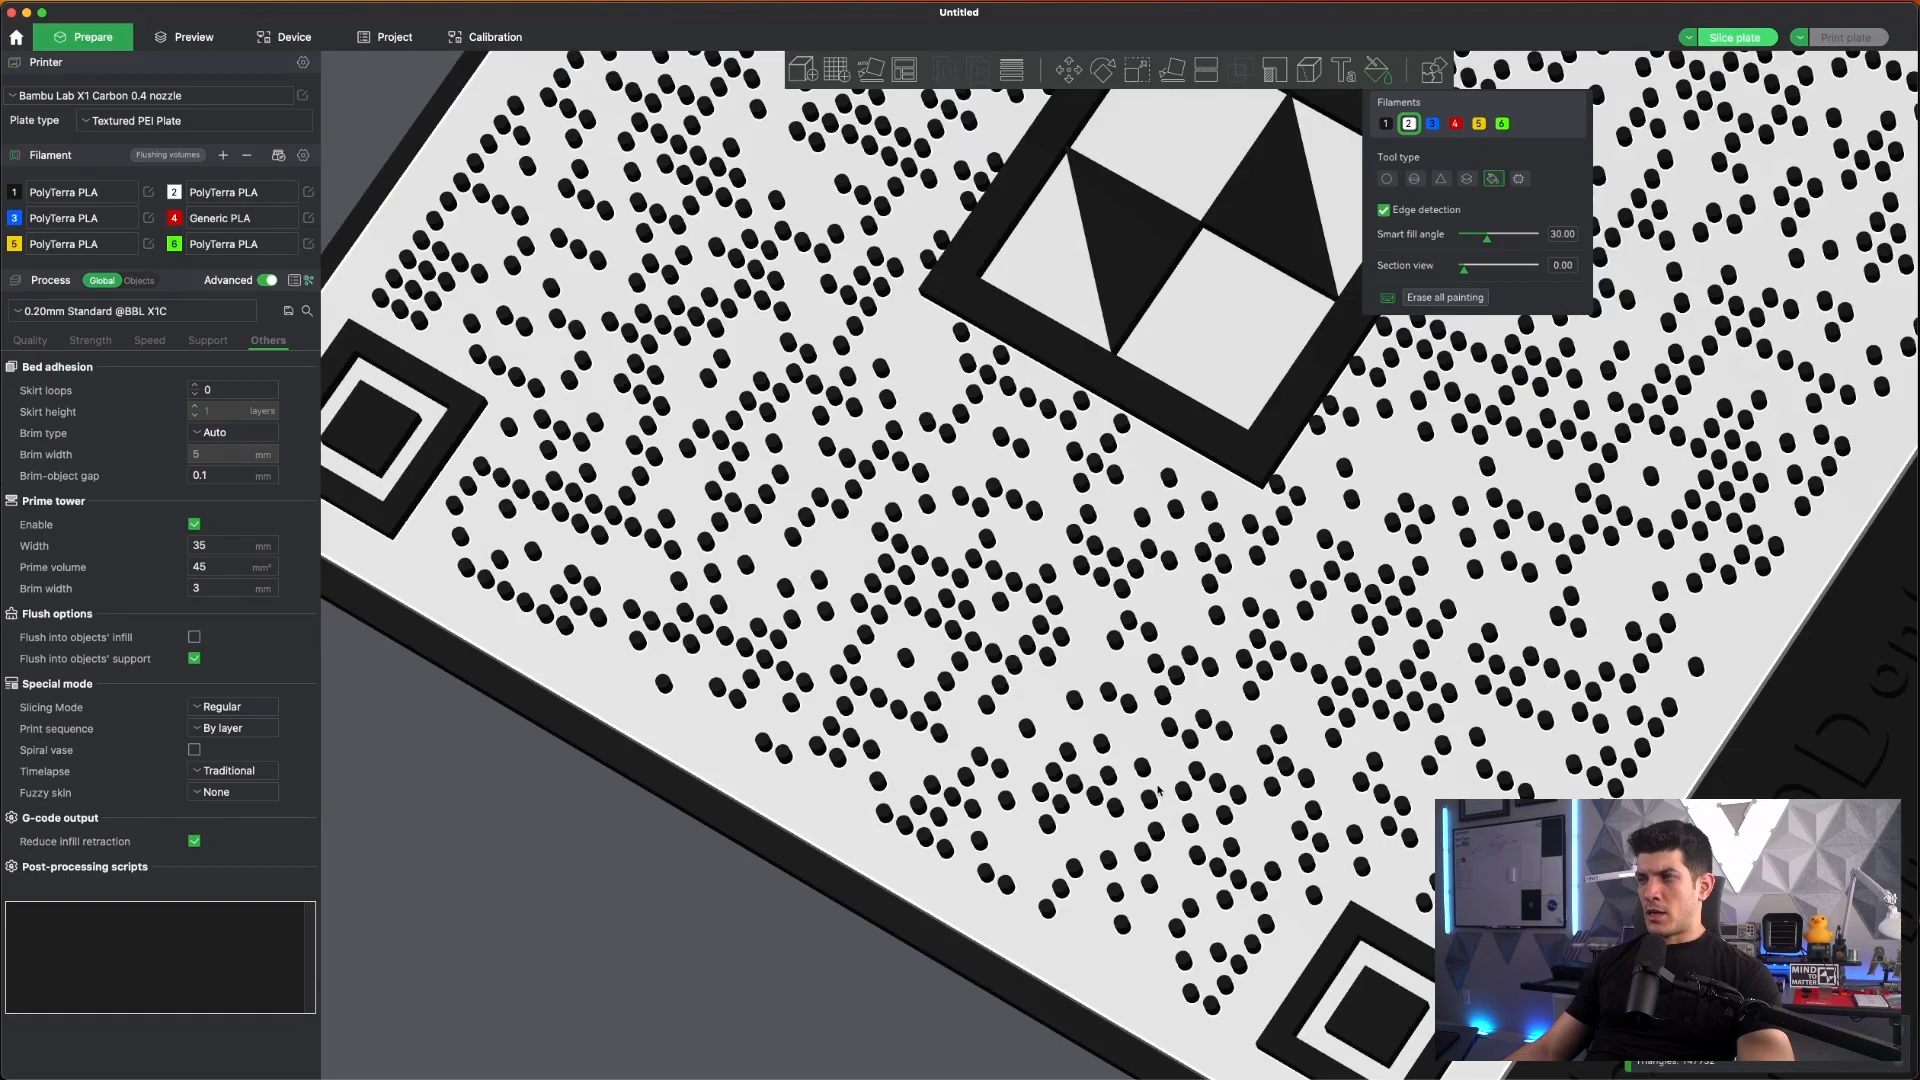 Untitled
Prepare
Preview
Device
Project
Calibration
Slice plate
Print plate
Printer
Bambu Lab X1 Carbon 0.4 nozzle
Plate type
Textured PEI Plate
Filament
Flushing volumes
1 PolyTerra PLA
2 PolyTerra PLA
3 PolyTerra PLA
4 Generic PLA
5 PolyTerra PLA
6 PolyTerra PLA
Process
Global
Objects
Advanced
0.20mm Standard @BBL X1C
Quality
Strength
Speed
Support
Others
Bed adhesion
Skirt loops 0
Skirt height 1 layers
Brim type Auto
Brim width 5 mm
Brim-object gap 0.1 mm
Prime tower
Enable
Width 35 mm
Prime volume 45 mm³
Brim width 3 mm
Flush options
Flush into objects' infill
Flush into objects' support
Special mode
Slicing Mode Regular
Print sequence By layer
Spiral vase
Timelapse Traditional
Fuzzy skin None
G-code output
Reduce infill retraction
Post-processing scripts
Filaments
1 2 3 4 5 6
Tool type
Edge detection
Smart fill angle 30.00
Section view 0.00
Erase all painting
MIND
TO
MATTER